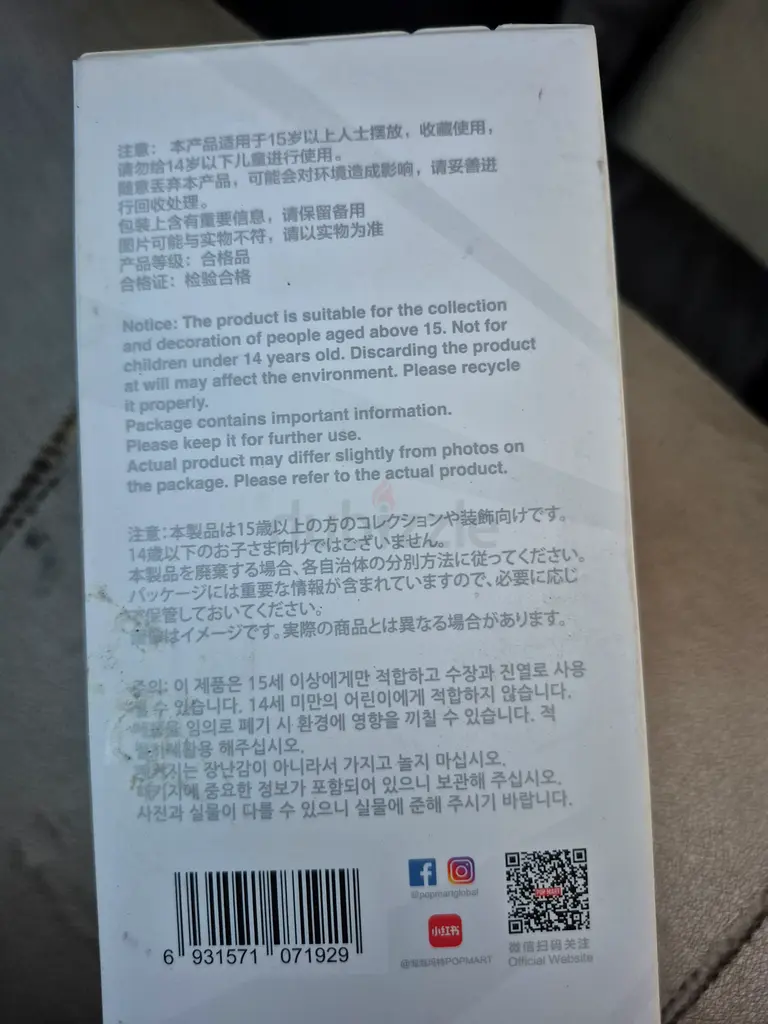 注意： 本产品适用于15岁以上人士摆放，收藏使用，
请勿给14岁以下儿童进行使用。
随意丢弃本产品，可能会对环境造成影响，请妥善进
行回收处理。
包装上含有重要信息，请保留备用
图片可能与实物不符，请以实物为准
产品等级：合格品
合格证：检验合格
Notice: The product is suitable for the collection
and decoration of people aged above 15. Not for
children under 14 years old. Discarding the product
at will may affect the environment. Please recycle
it properly.
Package contains important information.
Please keep it for further use.
Actual product may differ slightly from photos on
the package. Please refer to the actual product.
dubizzle
注意：本製品は15歳以上の方のコレクションや装飾向けです。
14歳以下のお子さま向けではございません。
本製品を廃棄する場合、各自治体の分別方法に従ってください。
パッケージには重要な情報が含まれていますので、必要に応じ
保管しておいてください。
はイメージです。実際の商品とは異なる場合があります。
주의: 이 제품은 15세 이상에게만 적합하고 수장과 진열로 사용
수 있습니다. 14세 미만의 어린이에게 적합하지 않습니다.
임의로 폐기 시 환경에 영향을 끼칠 수 있습니다. 적
해주십시오.
장난감이 아니라서 가지고 놀지 마십시오.
중요한 정보가 포함되어 있으니 보관해 주십시오.
사진과 실물이 다를 수 있으니 실물에 준해 주시기 바랍니다.
6 931571 071929
@popmartglobal
小红书
@泡泡玛特POPMART
POP MART
微信扫码关注
Official Website